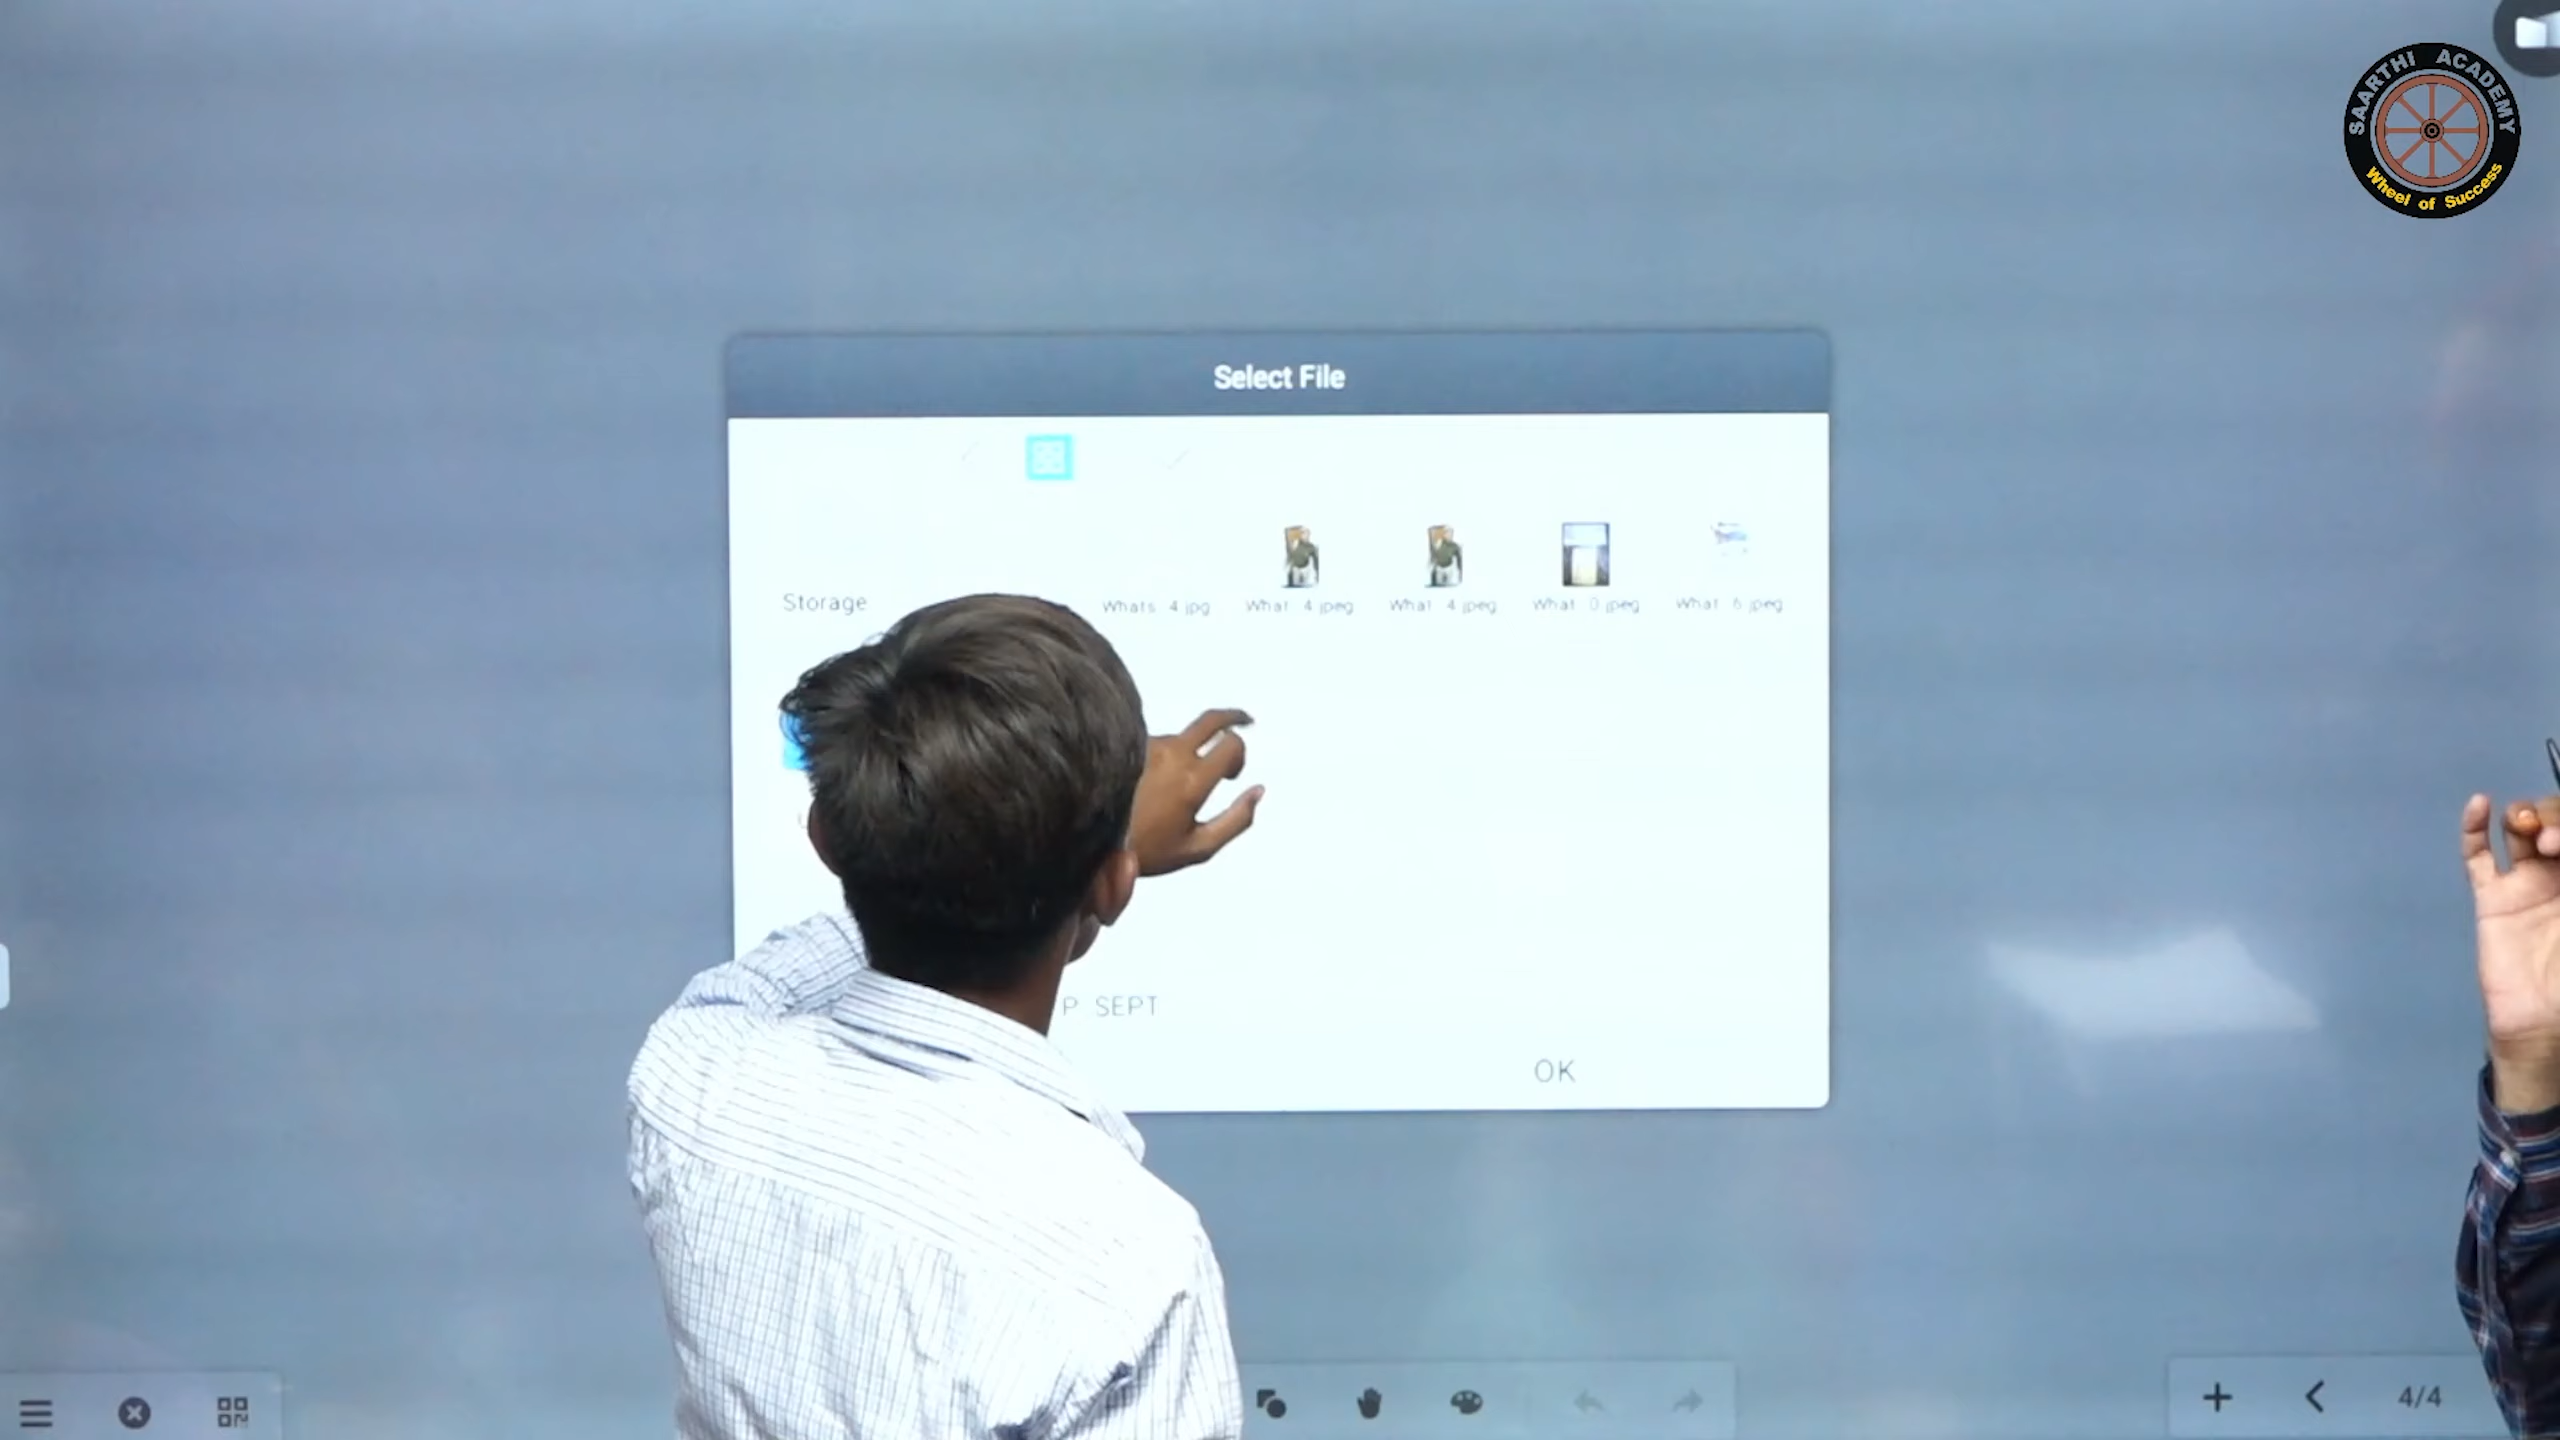 SAARTHI ACADEMY
Wheel of Success
Select File
Storage
Whats 4 jpg
What 4 jpeg
What 4 jpeg
What 0 jpeg
What 6 jpeg
P SEPT
OK
4/4